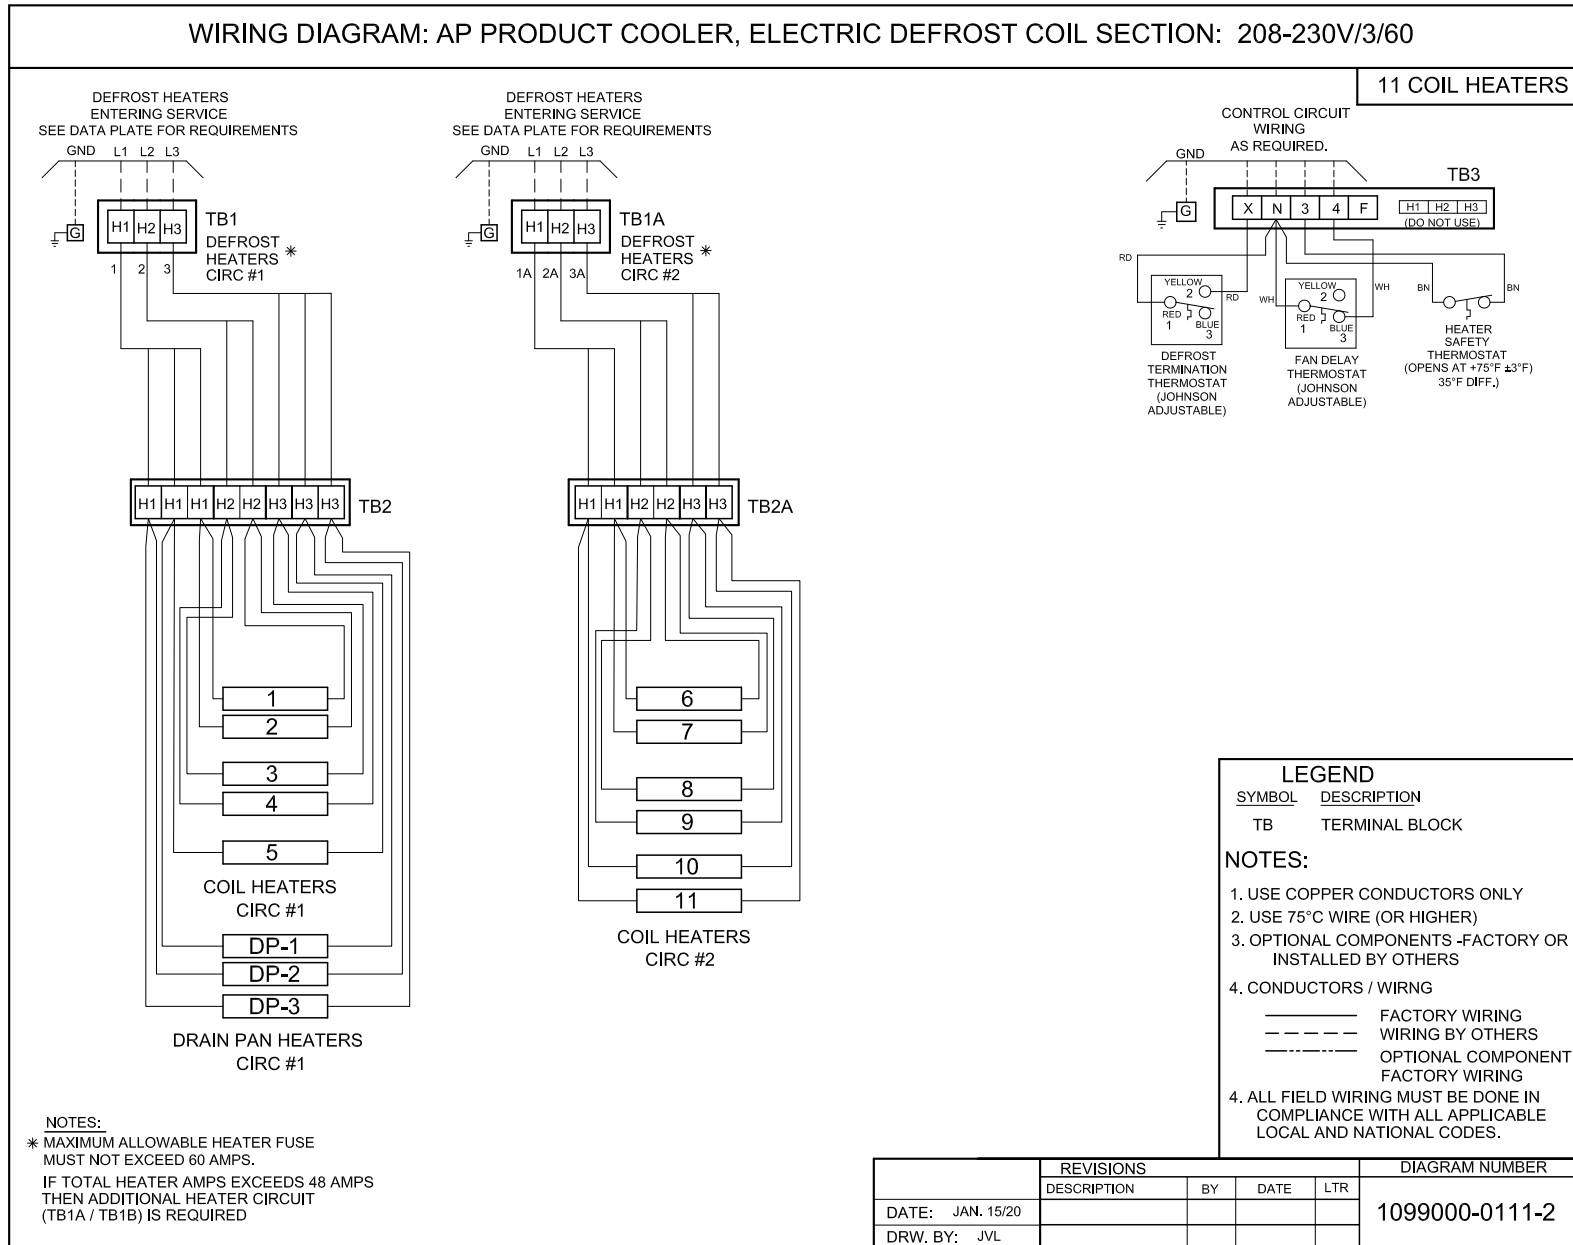 WIRING DIAGRAM: AP PRODUCT COOLER, ELECTRIC DEFROST COIL SECTION: 208-230V/3/60
11 COIL HEATERS
DEFROST HEATERS
ENTERING SERVICE
SEE DATA PLATE FOR REQUIREMENTS
GND L1 L2 L3
G
H1 H2 H3
TB1
DEFROST
HEATERS *
CIRC #1
1 2 3
H1 H1 H1 H2 H2 H3 H3 H3
TB2
1
2
3
4
5
COIL HEATERS
CIRC #1
DP-1
DP-2
DP-3
DRAIN PAN HEATERS
CIRC #1
DEFROST HEATERS
ENTERING SERVICE
SEE DATA PLATE FOR REQUIREMENTS
GND L1 L2 L3
G
H1 H2 H3
TB1A
DEFROST
HEATERS *
CIRC #2
1A 2A 3A
H1 H1 H2 H2 H3 H3
TB2A
6
7
8
9
10
11
COIL HEATERS
CIRC #2
CONTROL CIRCUIT
WIRING
AS REQUIRED.
GND
G
TB3
X N 3 4 F
H1 H2 H3
(DO NOT USE)
RD
YELLOW
2
RED
1
BLUE
3
RD
DEFROST
TERMINATION
THERMOSTAT
(JOHNSON
ADJUSTABLE)
WH
YELLOW
2
RED
1
BLUE
3
WH
FAN DELAY
THERMOSTAT
(JOHNSON
ADJUSTABLE)
BN
BN
HEATER
SAFETY
THERMOSTAT
(OPENS AT +75°F ±3°F)
35°F DIFF.)
LEGEND
SYMBOL DESCRIPTION
TB TERMINAL BLOCK
NOTES:
1. USE COPPER CONDUCTORS ONLY
2. USE 75°C WIRE (OR HIGHER)
3. OPTIONAL COMPONENTS -FACTORY OR
INSTALLED BY OTHERS
4. CONDUCTORS / WIRNG
FACTORY WIRING
WIRING BY OTHERS
OPTIONAL COMPONENT
FACTORY WIRING
4. ALL FIELD WIRING MUST BE DONE IN
COMPLIANCE WITH ALL APPLICABLE
LOCAL AND NATIONAL CODES.
NOTES:
* MAXIMUM ALLOWABLE HEATER FUSE
MUST NOT EXCEED 60 AMPS.
IF TOTAL HEATER AMPS EXCEEDS 48 AMPS
THEN ADDITIONAL HEATER CIRCUIT
(TB1A / TB1B) IS REQUIRED
REVISIONS
DESCRIPTION BY DATE LTR
DATE: JAN. 15/20
DRW. BY: JVL
DIAGRAM NUMBER
1099000-0111-2